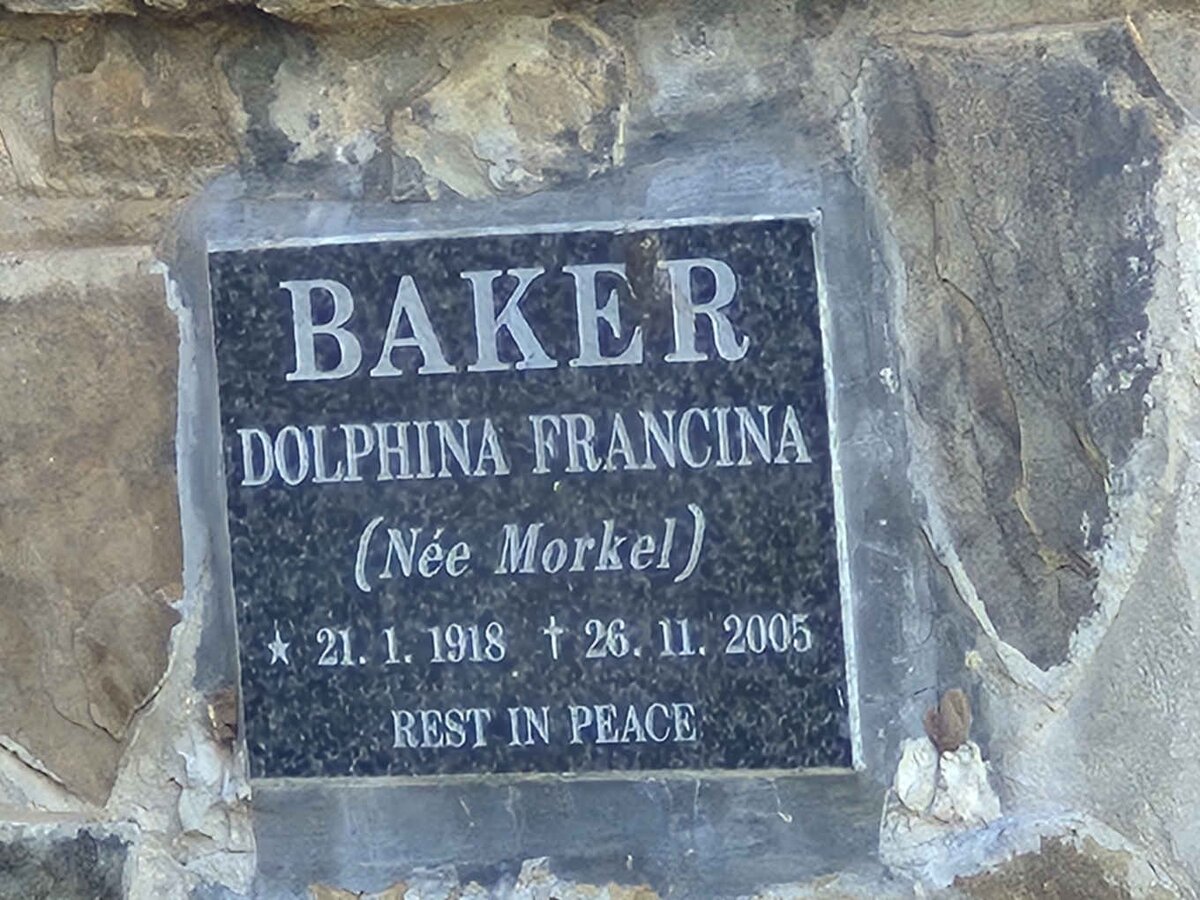 BAKER
DOLPHINA FRANCINA
(Née Morkel)
★ 21. 1. 1918 † 26. 11. 2005
REST IN PEACE